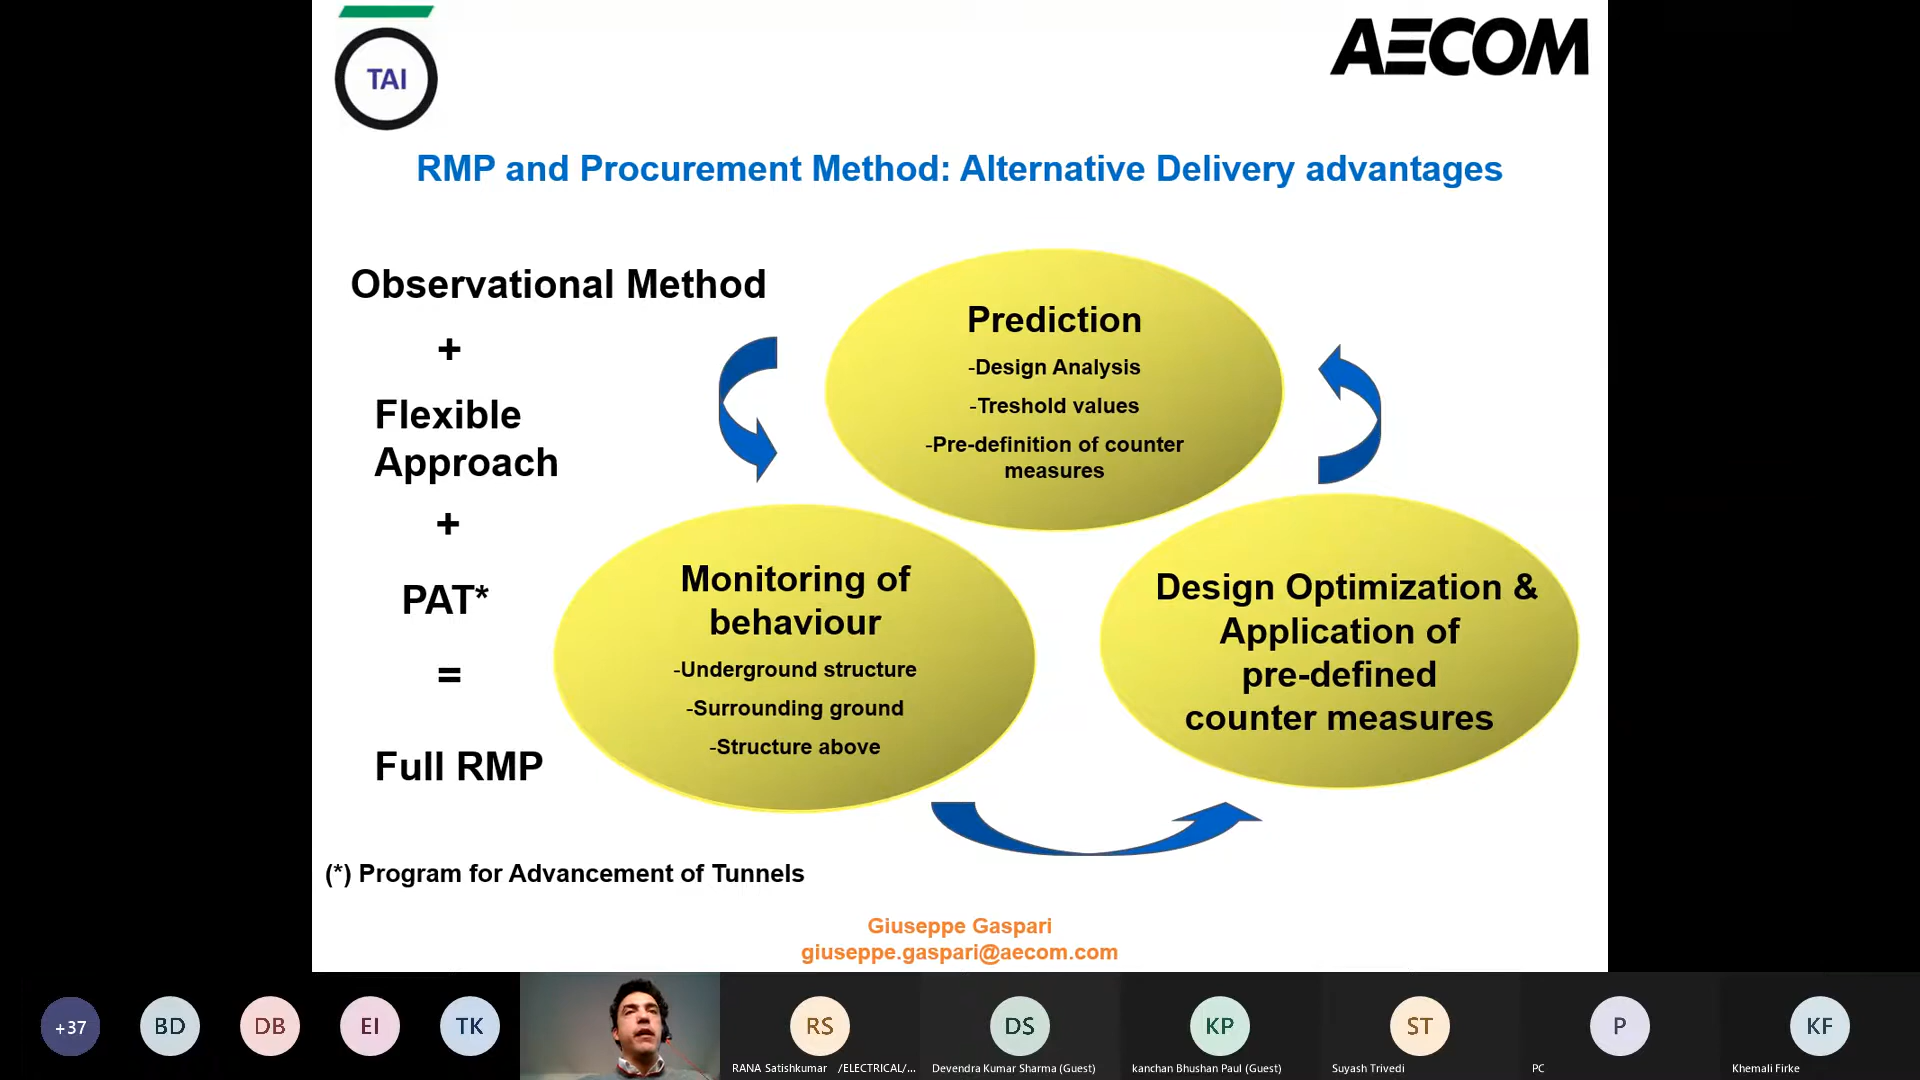 TAI
AECOM
RMP and Procurement Method: Alternative Delivery advantages
Observational Method
+
Flexible
Approach
+
PAT*
=
Full RMP
(*) Program for Advancement of Tunnels
Prediction
-Design Analysis
-Treshold values
-Pre-definition of counter
measures
Monitoring of
behaviour
-Underground structure
-Surrounding ground
-Structure above
Design Optimization &
Application of
pre-defined
counter measures
Giuseppe Gaspari
giuseppe.gaspari@aecom.com
+37
BD
DB
EI
TK
RS
DS
KP
ST
P
KF
RANA Satishkumar /ELECTRICAL/...
Devendra Kumar Sharma (Guest)
kanchan Bhushan Paul (Guest)
Suyash Trivedi
PC
Khemali Firke